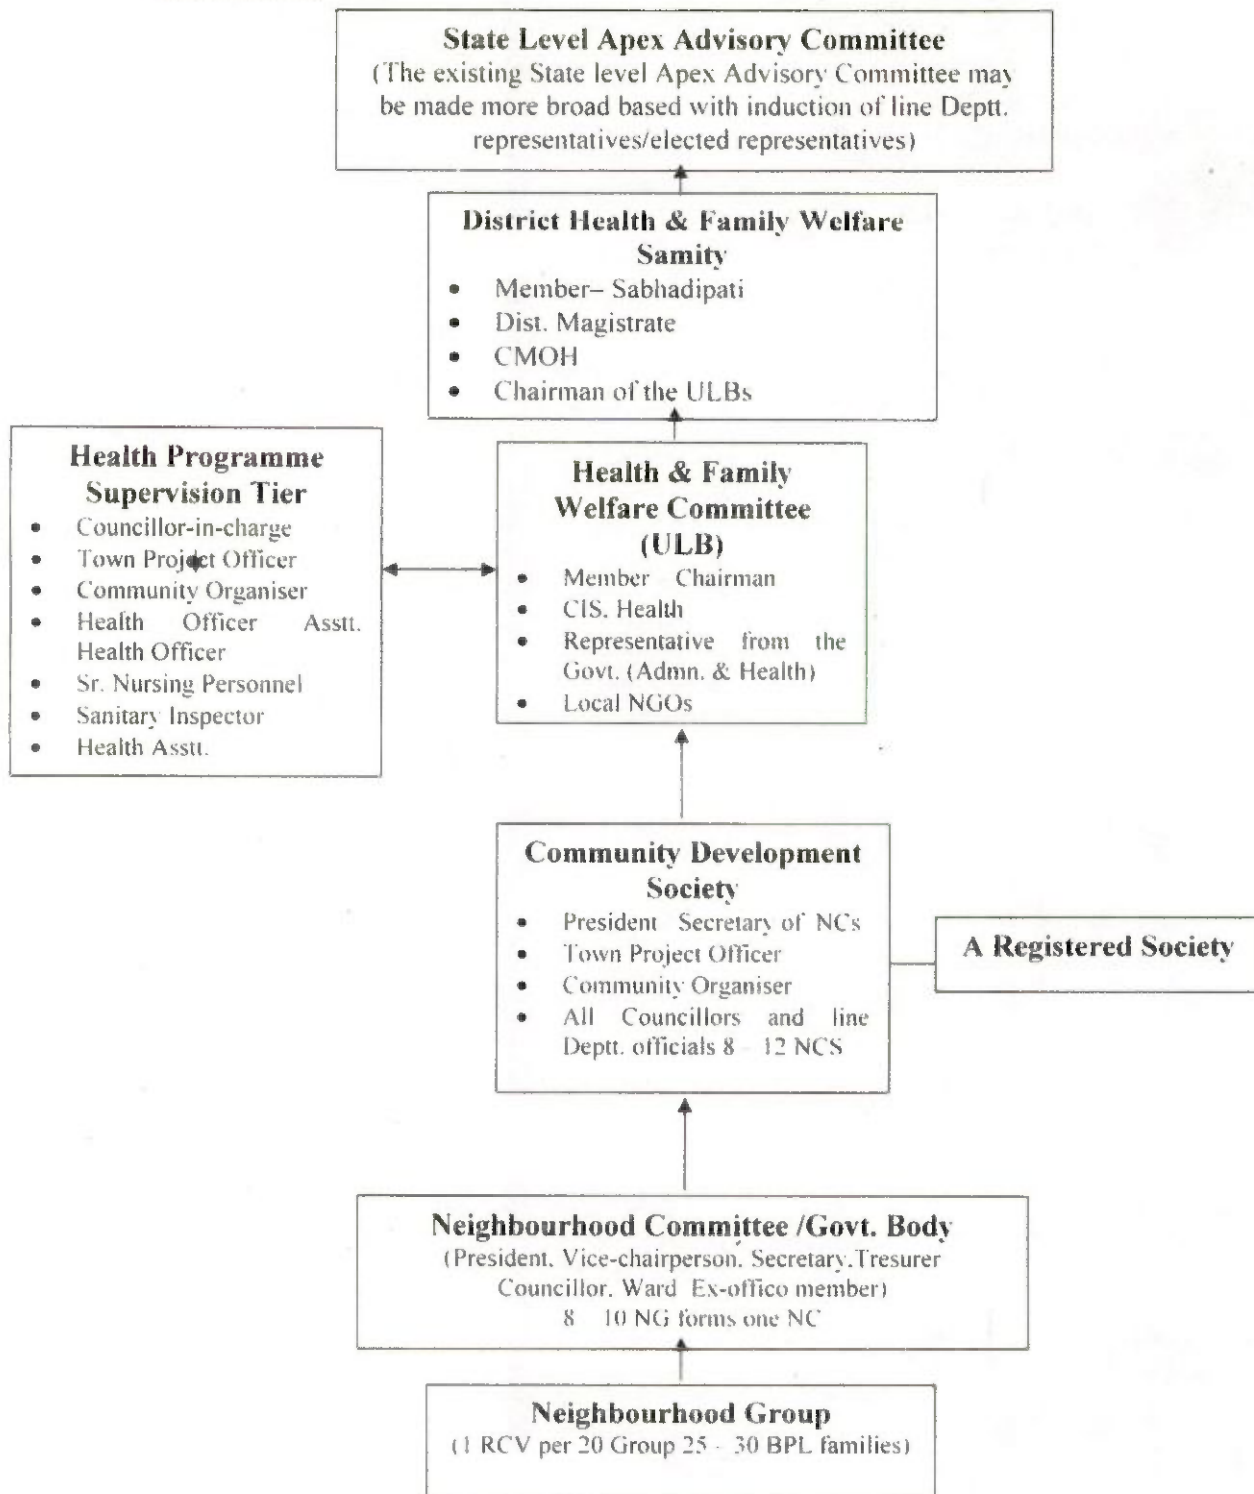 State Level Apex Advisory Committee
(The existing State level Apex Advisory Committee may
be made more broad based with induction of line Deptt.
representatives/elected representatives)
District Health & Family Welfare
Samity
• Member– Sabhadipati
• Dist. Magistrate
• CMOH
• Chairman of the ULBs
Health Programme
Supervision Tier
• Councillor-in-charge
• Town Project Officer
• Community Organiser
• Health Officer Asstt.
Health Officer
• Sr. Nursing Personnel
• Sanitary Inspector
• Health Asstt.
Health & Family
Welfare Committee
(ULB)
• Member Chairman
• CIS. Health
• Representative from the
Govt. (Admn. & Health)
• Local NGOs
Community Development
Society
• President Secretary of NCs
• Town Project Officer
• Community Organiser
• All Councillors and line
Deptt. officials 8 – 12 NCS
A Registered Society
Neighbourhood Committee /Govt. Body
(President. Vice-chairperson. Secretary.Tresurer
Councillor. Ward Ex-offico member)
8 10 NG forms one NC
Neighbourhood Group
(1 RCV per 20 Group 25 - 30 BPL families)